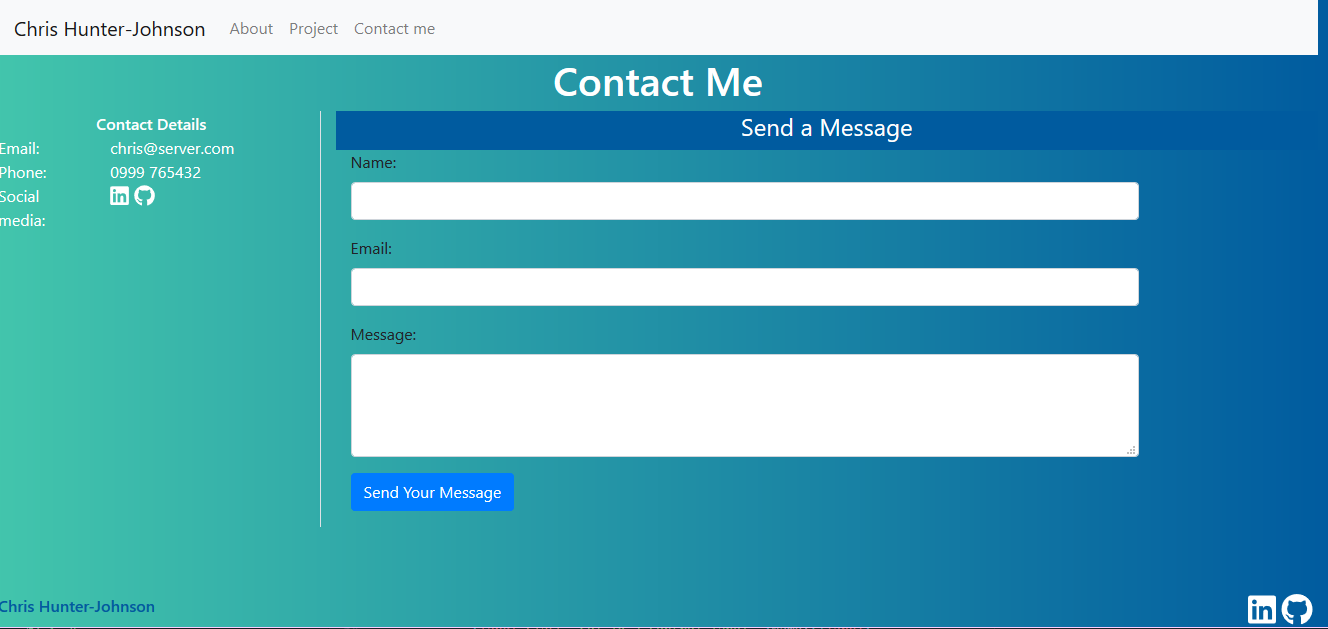 Chris Hunter-Johnson About Project Contact me
Contact Me
Contact Details
Email: chris@server.com
Phone: 0999 765432
Social
media:
Send a Message
Name:
Email:
Message:
Send Your Message
Chris Hunter-Johnson